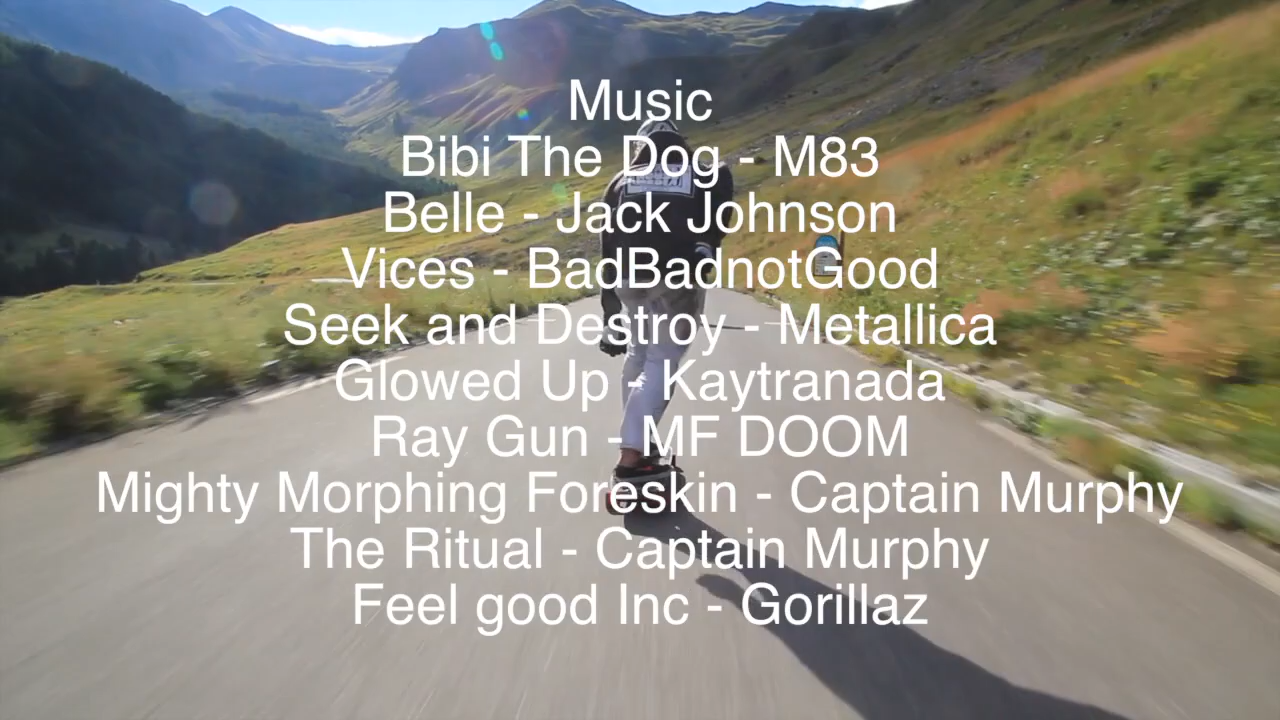 Music
Bibi The Dog - M83
Belle - Jack Johnson
Vices - BadBadnotGood
Seek and Destroy - Metallica
Glowed Up - Kaytranada
Ray Gun - MF DOOM
Mighty Morphing Foreskin - Captain Murphy
The Ritual - Captain Murphy
Feel good Inc - Gorillaz